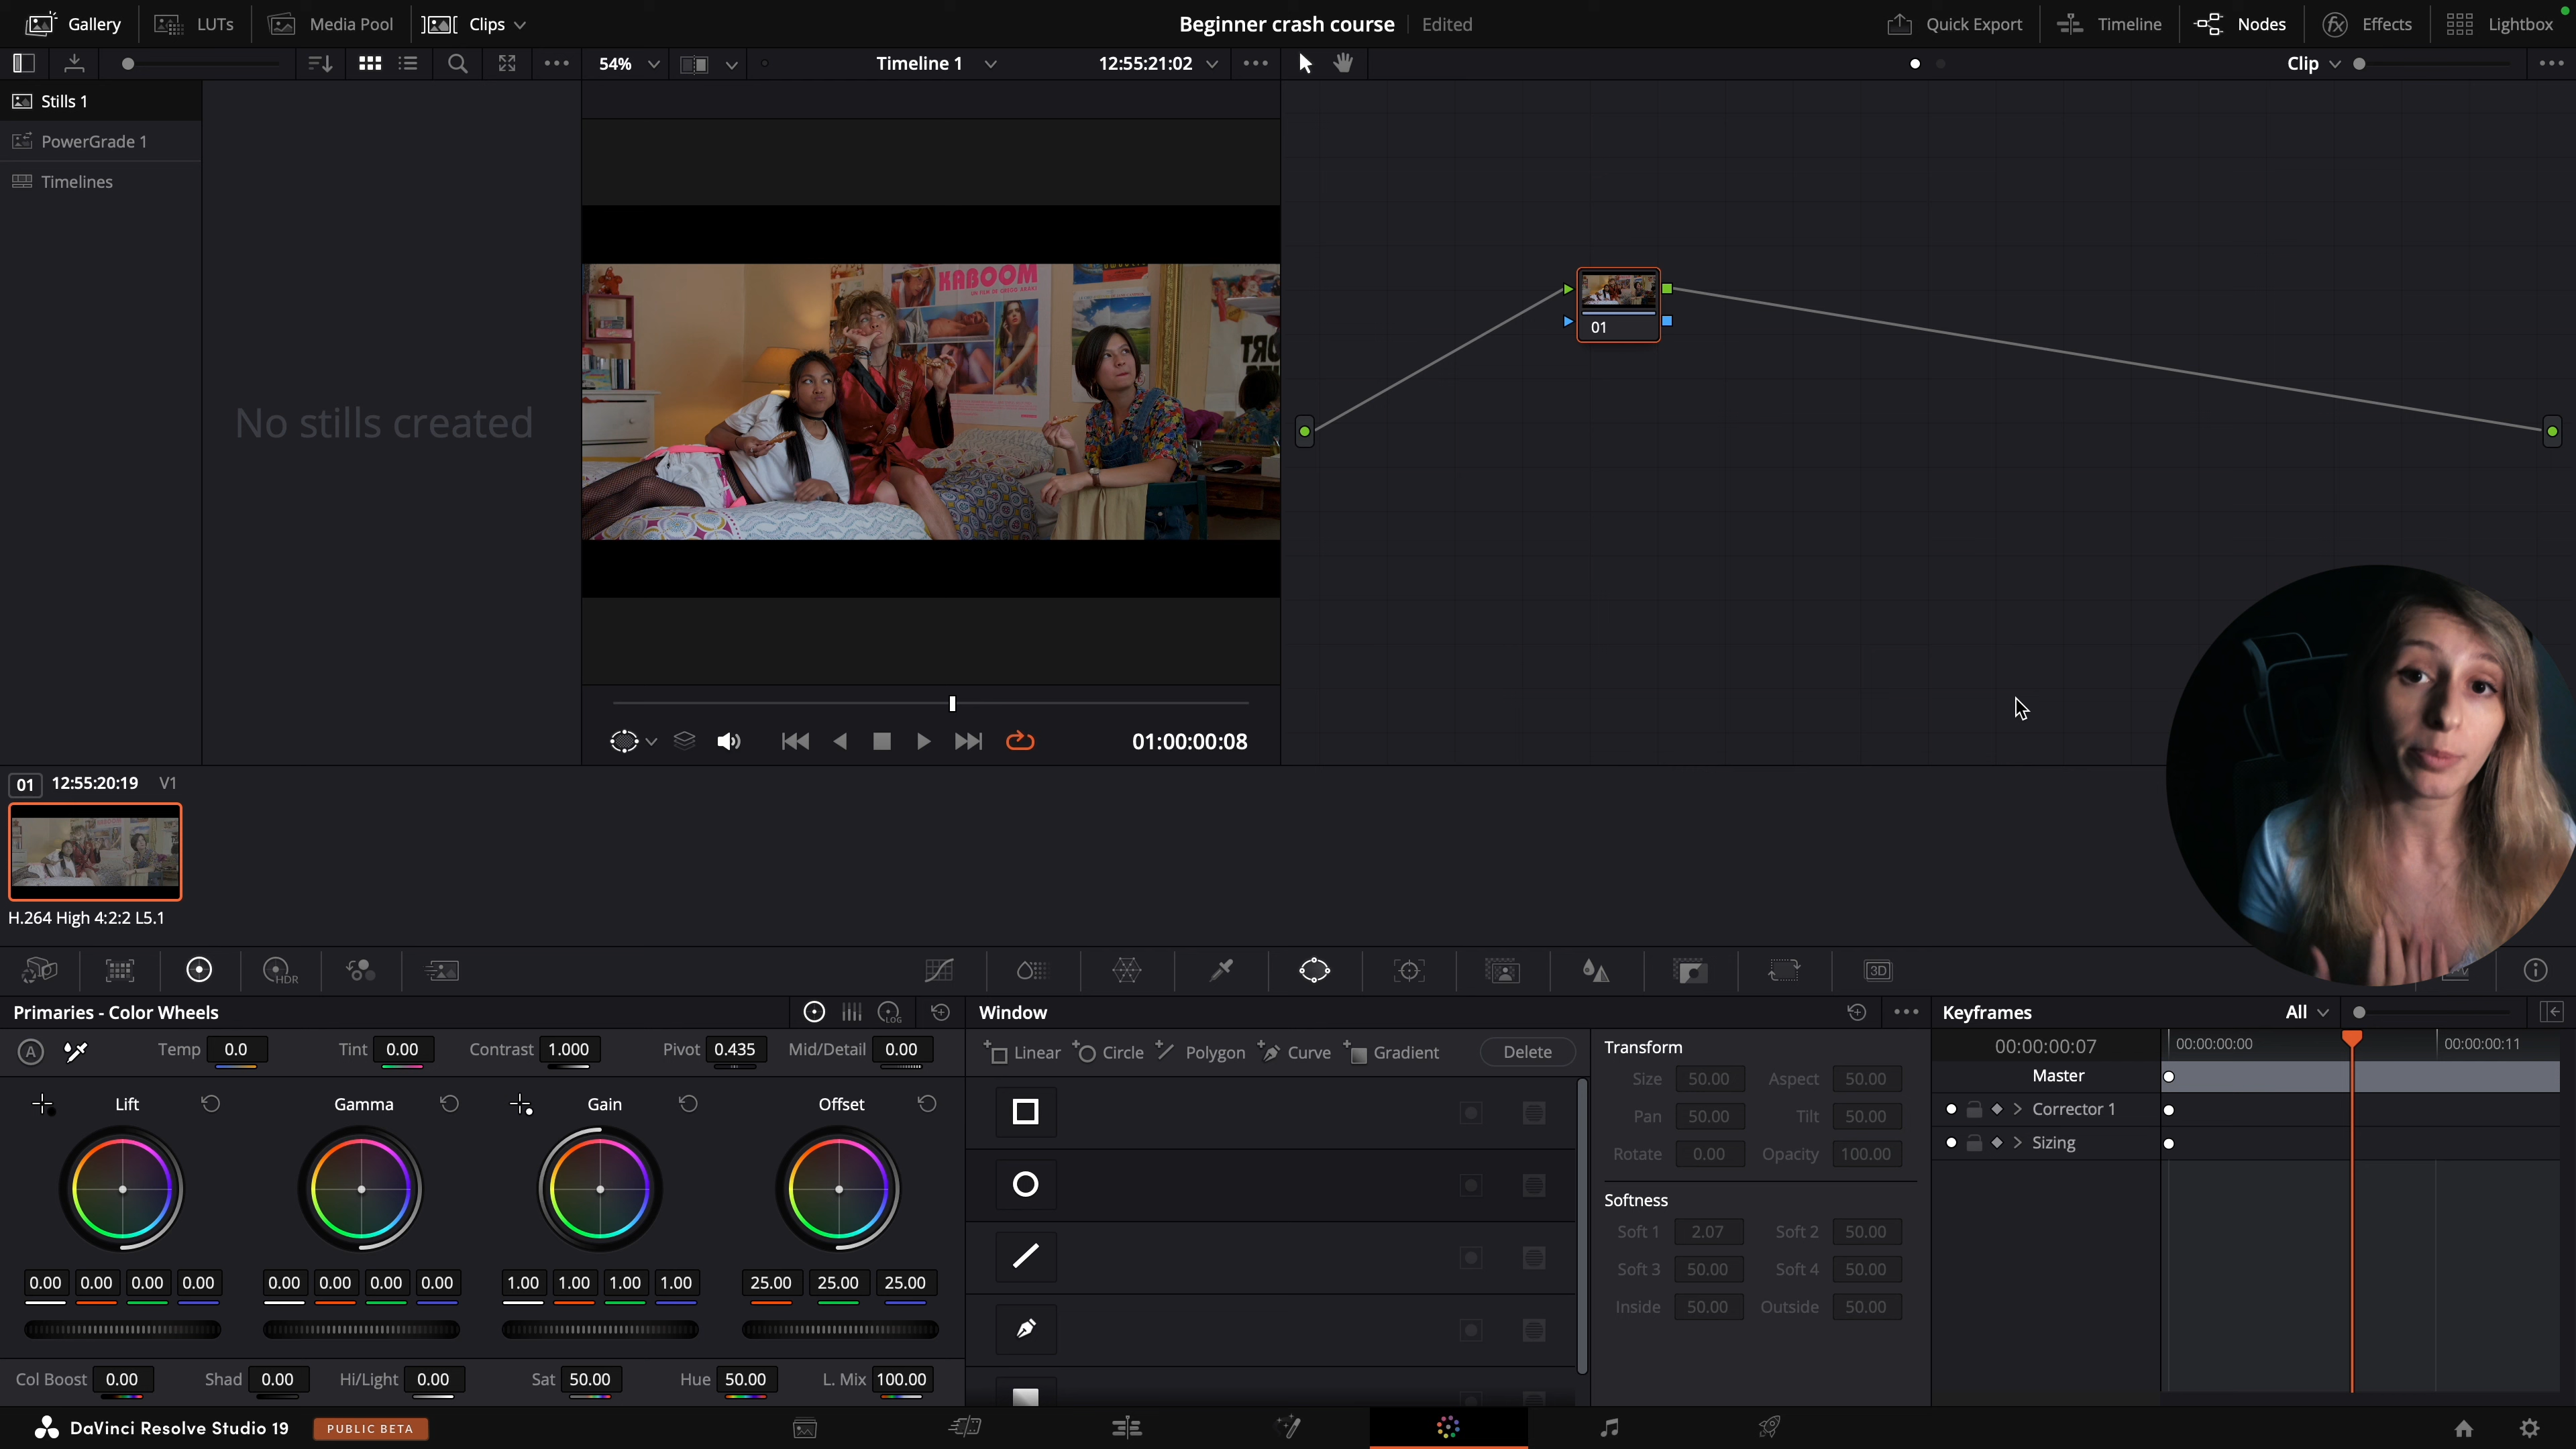 Gallery
LUTs
Media Pool
Clips
Beginner crash course
Edited
Quick Export
Timeline
Nodes
Effects
Lightbox
54%
Timeline 1
12:55:21:02
Clip
Stills 1
PowerGrade 1
Timelines
No stills created
KABOOM
UN FILM DE GREGG ARAKI
01
01:00:00:08
01 12:55:20:19 V1
H.264 High 4:2:2 L5.1
HDR
3D
Primaries - Color Wheels
LOG
Window
Keyframes
All
A
Temp 0.0
Tint 0.00
Contrast 1.000
Pivot 0.435
Mid/Detail 0.00
Linear
Circle
Polygon
Curve
Gradient
Delete
Transform
00:00:00:07
00:00:00:00
00:00:00:11
Size 50.00 Aspect 50.00
Master
Lift
Gamma
Gain
Offset
Pan 50.00 Tilt 50.00
Corrector 1
Rotate 0.00 Opacity 100.00
Sizing
Softness
Soft 1 2.07 Soft 2 50.00
Soft 3 50.00 Soft 4 50.00
0.00 0.00 0.00 0.00
0.00 0.00 0.00 0.00
1.00 1.00 1.00 1.00
25.00 25.00 25.00
Inside 50.00 Outside 50.00
Col Boost 0.00
Shad 0.00
Hi/Light 0.00
Sat 50.00
Hue 50.00
L. Mix 100.00
DaVinci Resolve Studio 19
PUBLIC BETA